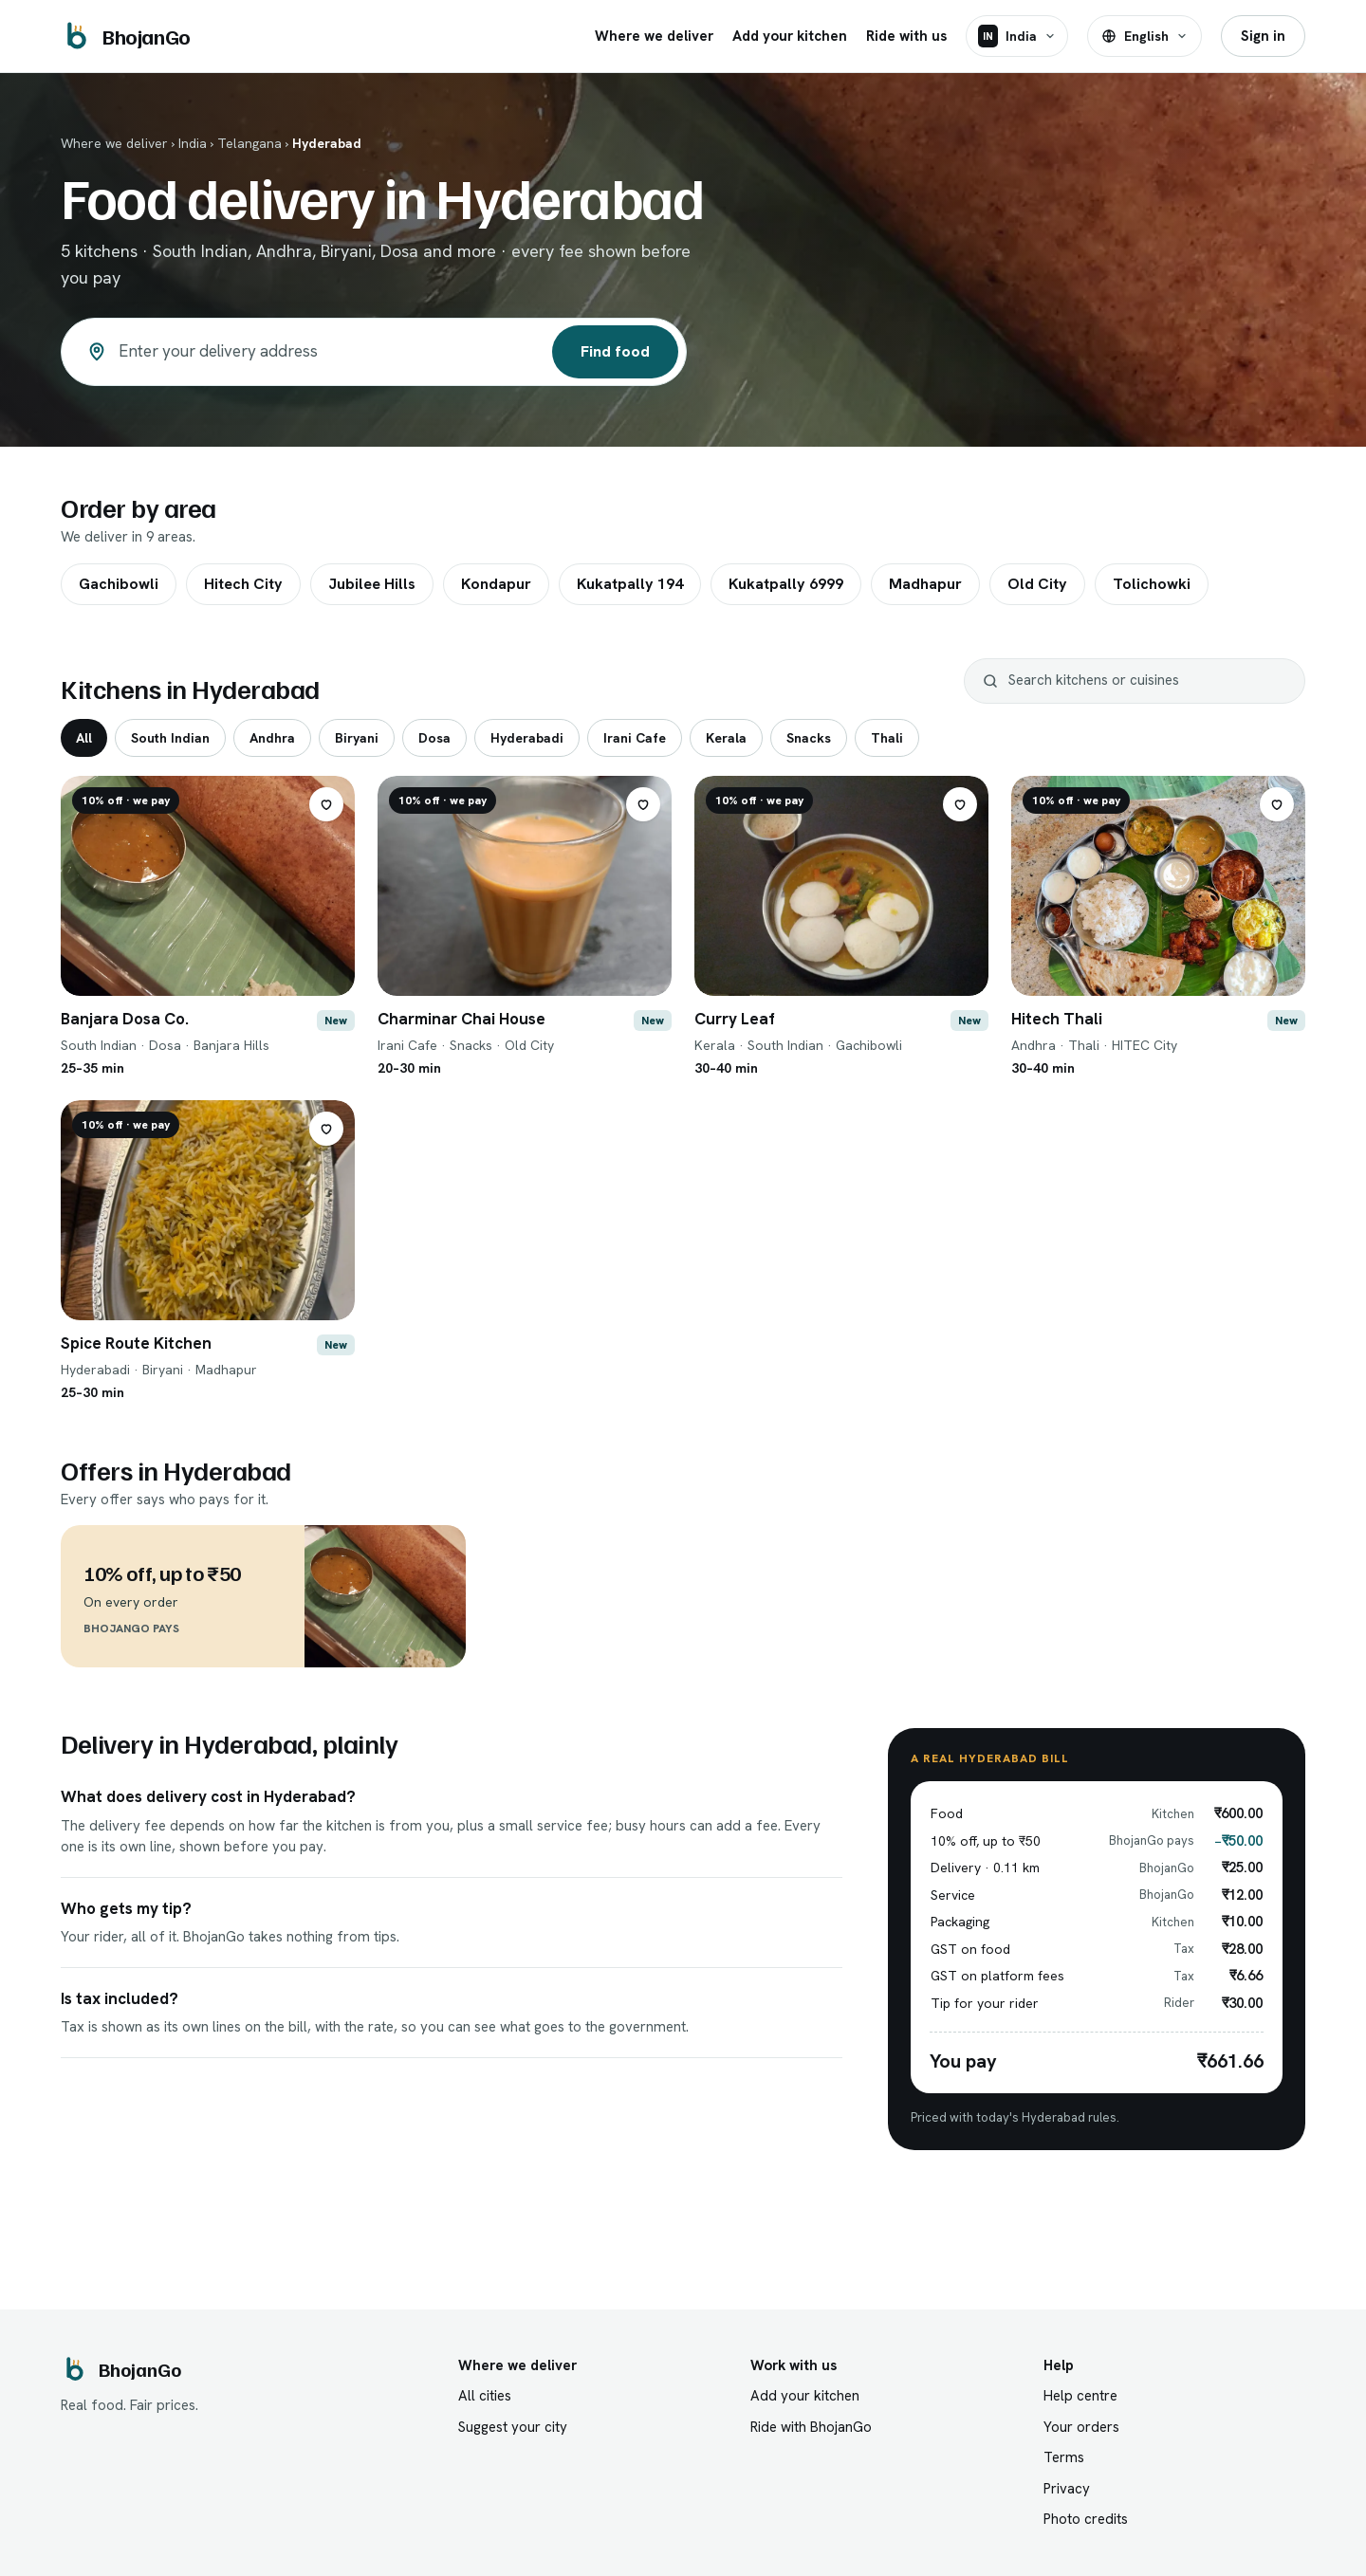 BhojanGo
Where we deliver
Add your kitchen
Ride with us
IN India
English
Sign in
Where we deliver › India › Telangana › Hyderabad
Food delivery in Hyderabad
5 kitchens · South Indian, Andhra, Biryani, Dosa and more · every fee shown before
you pay
Enter your delivery address
Find food
Order by area
We deliver in 9 areas.
Gachibowli
Hitech City
Jubilee Hills
Kondapur
Kukatpally 194
Kukatpally 6999
Madhapur
Old City
Tolichowki
Kitchens in Hyderabad
Search kitchens or cuisines
All
South Indian
Andhra
Biryani
Dosa
Hyderabadi
Irani Cafe
Kerala
Snacks
Thali
10% off · we pay
Banjara Dosa Co.
New
South Indian · Dosa · Banjara Hills
25–35 min
10% off · we pay
Charminar Chai House
New
Irani Cafe · Snacks · Old City
20–30 min
10% off · we pay
Curry Leaf
New
Kerala · South Indian · Gachibowli
30–40 min
10% off · we pay
Hitech Thali
New
Andhra · Thali · HITEC City
30–40 min
10% off · we pay
Spice Route Kitchen
New
Hyderabadi · Biryani · Madhapur
25–30 min
Offers in Hyderabad
Every offer says who pays for it.
10% off, up to ₹50
On every order
BHOJANGO PAYS
Delivery in Hyderabad, plainly
What does delivery cost in Hyderabad?
The delivery fee depends on how far the kitchen is from you, plus a small service fee; busy hours can add a fee. Every
one is its own line, shown before you pay.
Who gets my tip?
Your rider, all of it. BhojanGo takes nothing from tips.
Is tax included?
Tax is shown as its own lines on the bill, with the rate, so you can see what goes to the government.
A REAL HYDERABAD BILL
Food Kitchen ₹600.00
10% off, up to ₹50 BhojanGo pays –₹50.00
Delivery · 0.11 km BhojanGo ₹25.00
Service BhojanGo ₹12.00
Packaging Kitchen ₹10.00
GST on food Tax ₹28.00
GST on platform fees Tax ₹6.66
Tip for your rider Rider ₹30.00
You pay ₹661.66
Priced with today's Hyderabad rules.
BhojanGo
Real food. Fair prices.
Where we deliver
All cities
Suggest your city
Work with us
Add your kitchen
Ride with BhojanGo
Help
Help centre
Your orders
Terms
Privacy
Photo credits